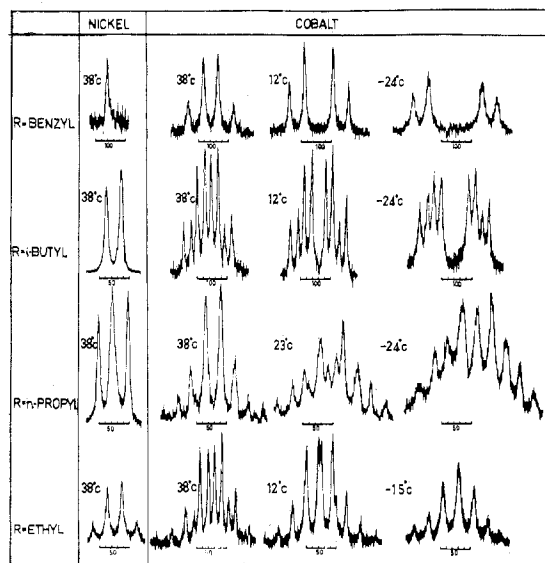 NICKEL COBALT
R=BENZYL 38°c 38°c 12°c -24°c
100 100 100 100
R=i-BUTYL 38°c 38°c 12°c -24°c
50 100 100 100
R=n-PROPYL 38°c 38°c 23°c -24°c
50 50 50 50
R=ETHYL 38°c 38°c 12°c -15°c
50 50 50